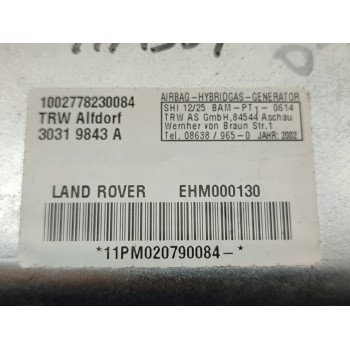 1002778230084
TRW Alfdorf
3031 9843 A
AIRBAG-HYBRIDGAS-GENERATOR
SHI 12/25 BAM-PT1-0614
TRW AS GmbH,84544 Aschau
Wernher von Braun Str.1
Tel. 08638 / 965-0 JAHR: 2002
LAND ROVER EHM000130
*11PM020790084-*